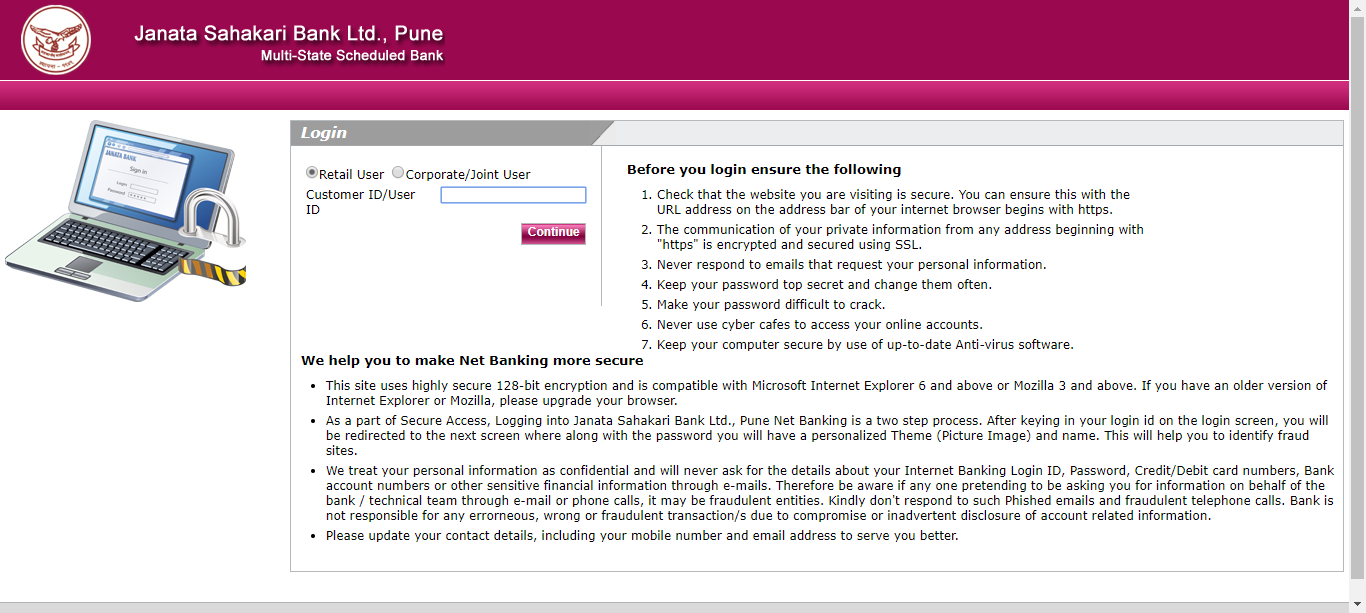 Janata Sahakari Bank Ltd., Pune
Multi-State Scheduled Bank
JANATA BANK
Sign in
Login
Password
Login
Retail User Corporate/Joint User
Customer ID/User
ID
Continue
Before you login ensure the following
1. Check that the website you are visiting is secure. You can ensure this with the
URL address on the address bar of your internet browser begins with https.
2. The communication of your private information from any address beginning with
"https" is encrypted and secured using SSL.
3. Never respond to emails that request your personal information.
4. Keep your password top secret and change them often.
5. Make your password difficult to crack.
6. Never use cyber cafes to access your online accounts.
7. Keep your computer secure by use of up-to-date Anti-virus software.
We help you to make Net Banking more secure
• This site uses highly secure 128-bit encryption and is compatible with Microsoft Internet Explorer 6 and above or Mozilla 3 and above. If you have an older version of
Internet Explorer or Mozilla, please upgrade your browser.
• As a part of Secure Access, Logging into Janata Sahakari Bank Ltd., Pune Net Banking is a two step process. After keying in your login id on the login screen, you will
be redirected to the next screen where along with the password you will have a personalized Theme (Picture Image) and name. This will help you to identify fraud
sites.
• We treat your personal information as confidential and will never ask for the details about your Internet Banking Login ID, Password, Credit/Debit card numbers, Bank
account numbers or other sensitive financial information through e-mails. Therefore be aware if any one pretending to be asking you for information on behalf of the
bank / technical team through e-mail or phone calls, it may be fraudulent entities. Kindly don't respond to such Phished emails and fraudulent telephone calls. Bank is
not responsible for any errorneous, wrong or fraudulent transaction/s due to compromise or inadvertent disclosure of account related information.
• Please update your contact details, including your mobile number and email address to serve you better.